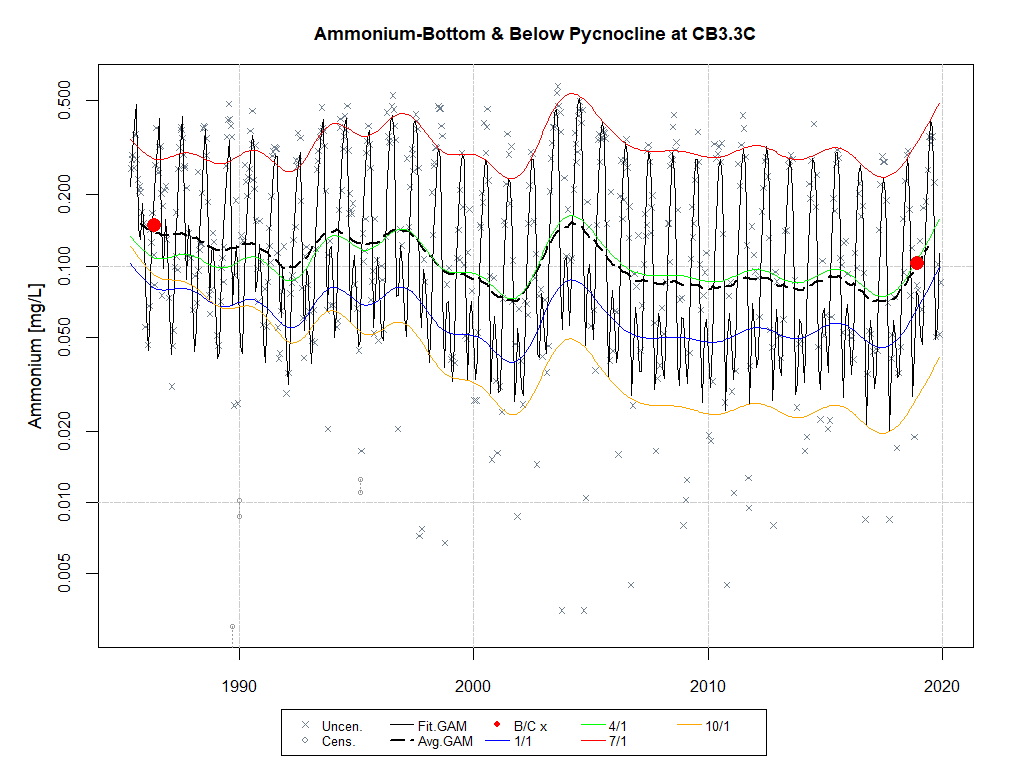 Ammonium-Bottom & Below Pycnocline at CB3.3C
Ammonium [mg/L]
0.500
0.200
0.100
0.050
0.020
0.010
0.005
1990 2000 2010 2020
Uncen. Fit.GAM B/C x 4/1 10/1
Cens. Avg.GAM 1/1 7/1